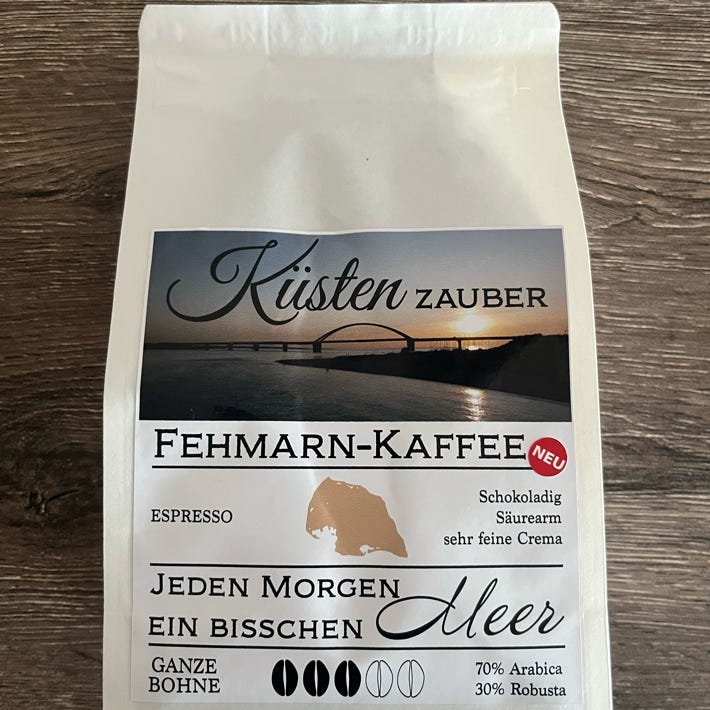 Küsten ZAUBER
FEHMARN-KAFFEE
NEU
ESPRESSO
Schokoladig
Säurearm
sehr feine Crema
JEDEN MORGEN
EIN BISSCHEN Meer
GANZE
BOHNE
70% Arabica
30% Robusta